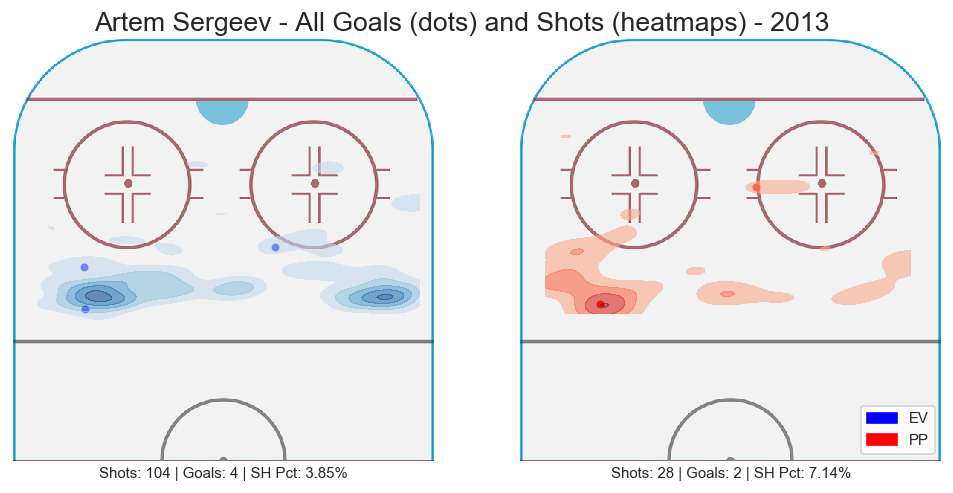 Artem Sergeev - All Goals (dots) and Shots (heatmaps) - 2013
EV
PP
Shots: 104 | Goals: 4 | SH Pct: 3.85%
Shots: 28 | Goals: 2 | SH Pct: 7.14%